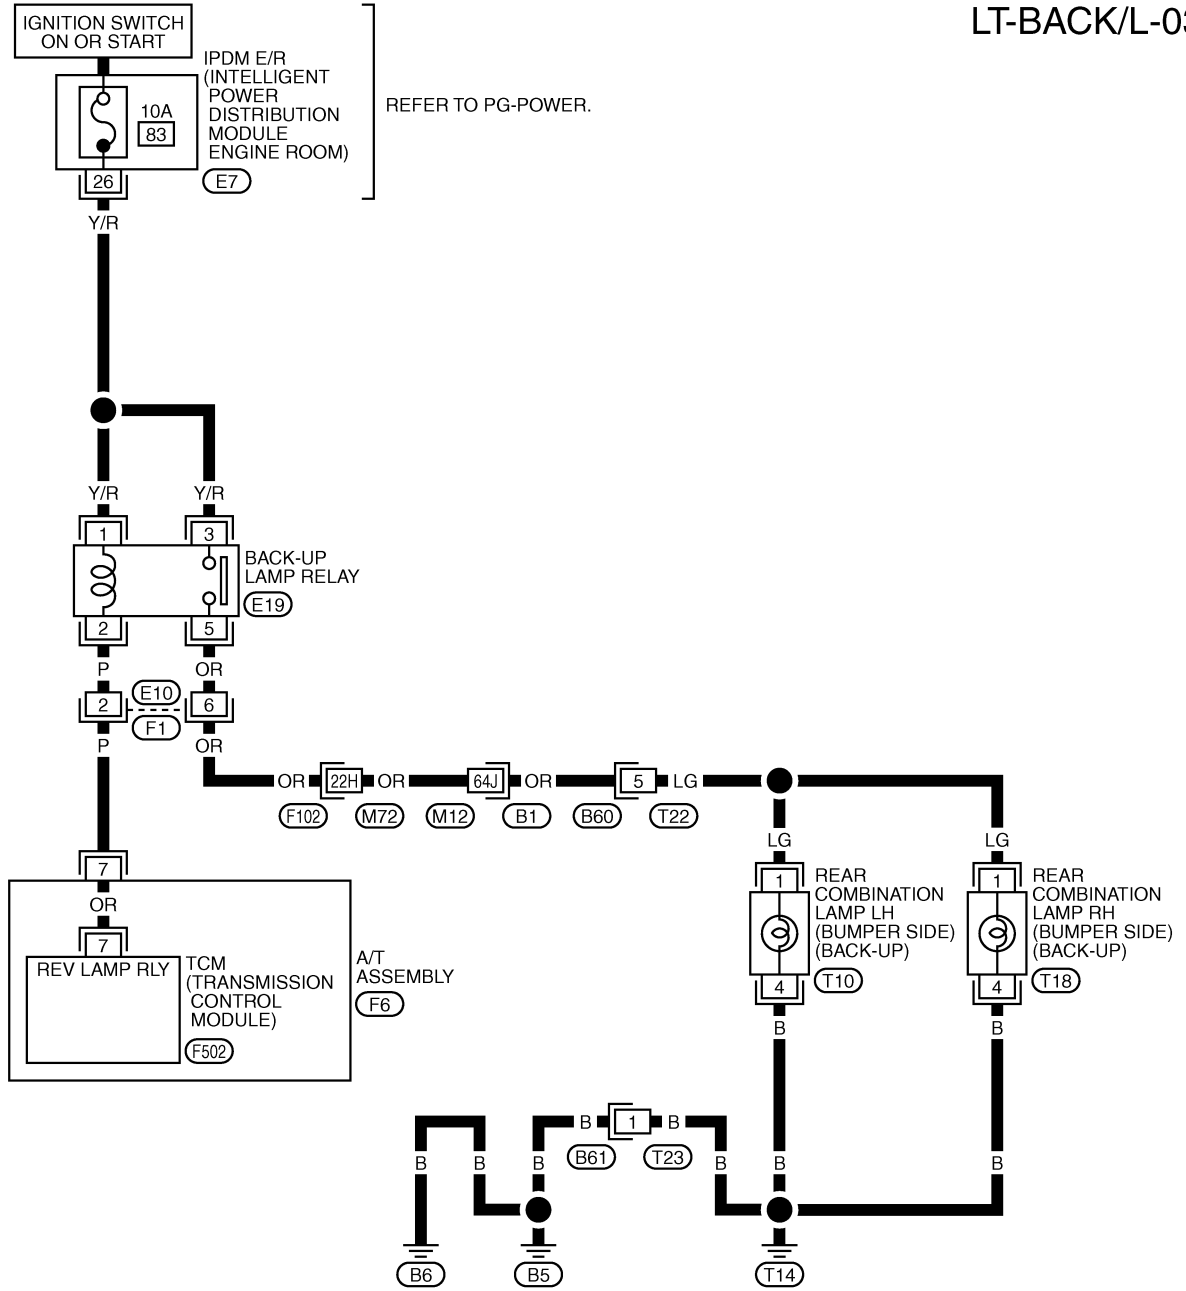 LT-BACK/L-03
IGNITION SWITCH
ON OR START
IPDM E/R
(INTELLIGENT
POWER
DISTRIBUTION
MODULE
ENGINE ROOM)
E7
10A
83
26
REFER TO PG-POWER.
Y/R
Y/R Y/R
1 3
BACK-UP
LAMP RELAY
E19
2 5
P OR
2 E10 6
F1
P OR
OR 22H OR 64J OR 5 LG
F102 M72 M12 B1 B60 T22
LG LG
7
OR
7
REV LAMP RLY
TCM
(TRANSMISSION
CONTROL
MODULE)
F502
A/T
ASSEMBLY
F6
1
REAR
COMBINATION
LAMP LH
(BUMPER SIDE)
(BACK-UP)
T10
4
1
REAR
COMBINATION
LAMP RH
(BUMPER SIDE)
(BACK-UP)
T18
4
B B
B 1 B
B61 T23
B B B B B B
B6 B5 T14